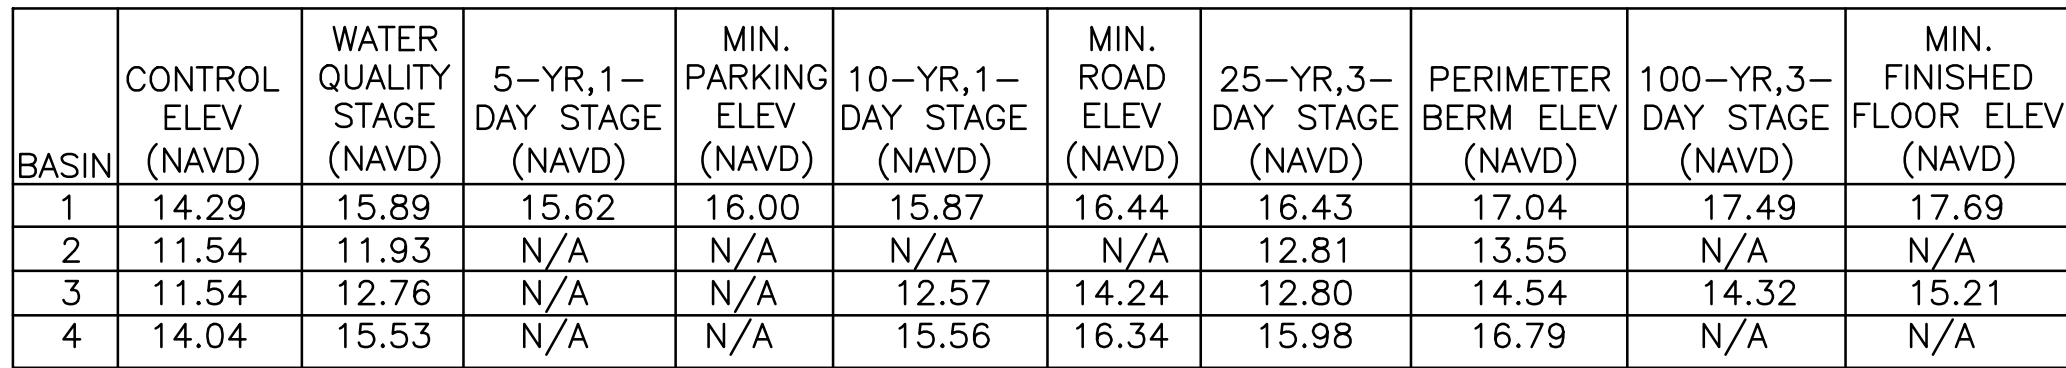 BASIN CONTROL ELEV (NAVD) WATER QUALITY STAGE (NAVD) 5-YR,1-DAY STAGE (NAVD) MIN. PARKING ELEV (NAVD) 10-YR,1-DAY STAGE (NAVD) MIN. ROAD ELEV (NAVD) 25-YR,3-DAY STAGE (NAVD) PERIMETER BERM ELEV (NAVD) 100-YR,3-DAY STAGE (NAVD) MIN. FINISHED FLOOR ELEV (NAVD)
1 14.29 15.89 15.62 16.00 15.87 16.44 16.43 17.04 17.49 17.69
2 11.54 11.93 N/A N/A N/A N/A 12.81 13.55 N/A N/A
3 11.54 12.76 N/A N/A 12.57 14.24 12.80 14.54 14.32 15.21
4 14.04 15.53 N/A N/A 15.56 16.34 15.98 16.79 N/A N/A